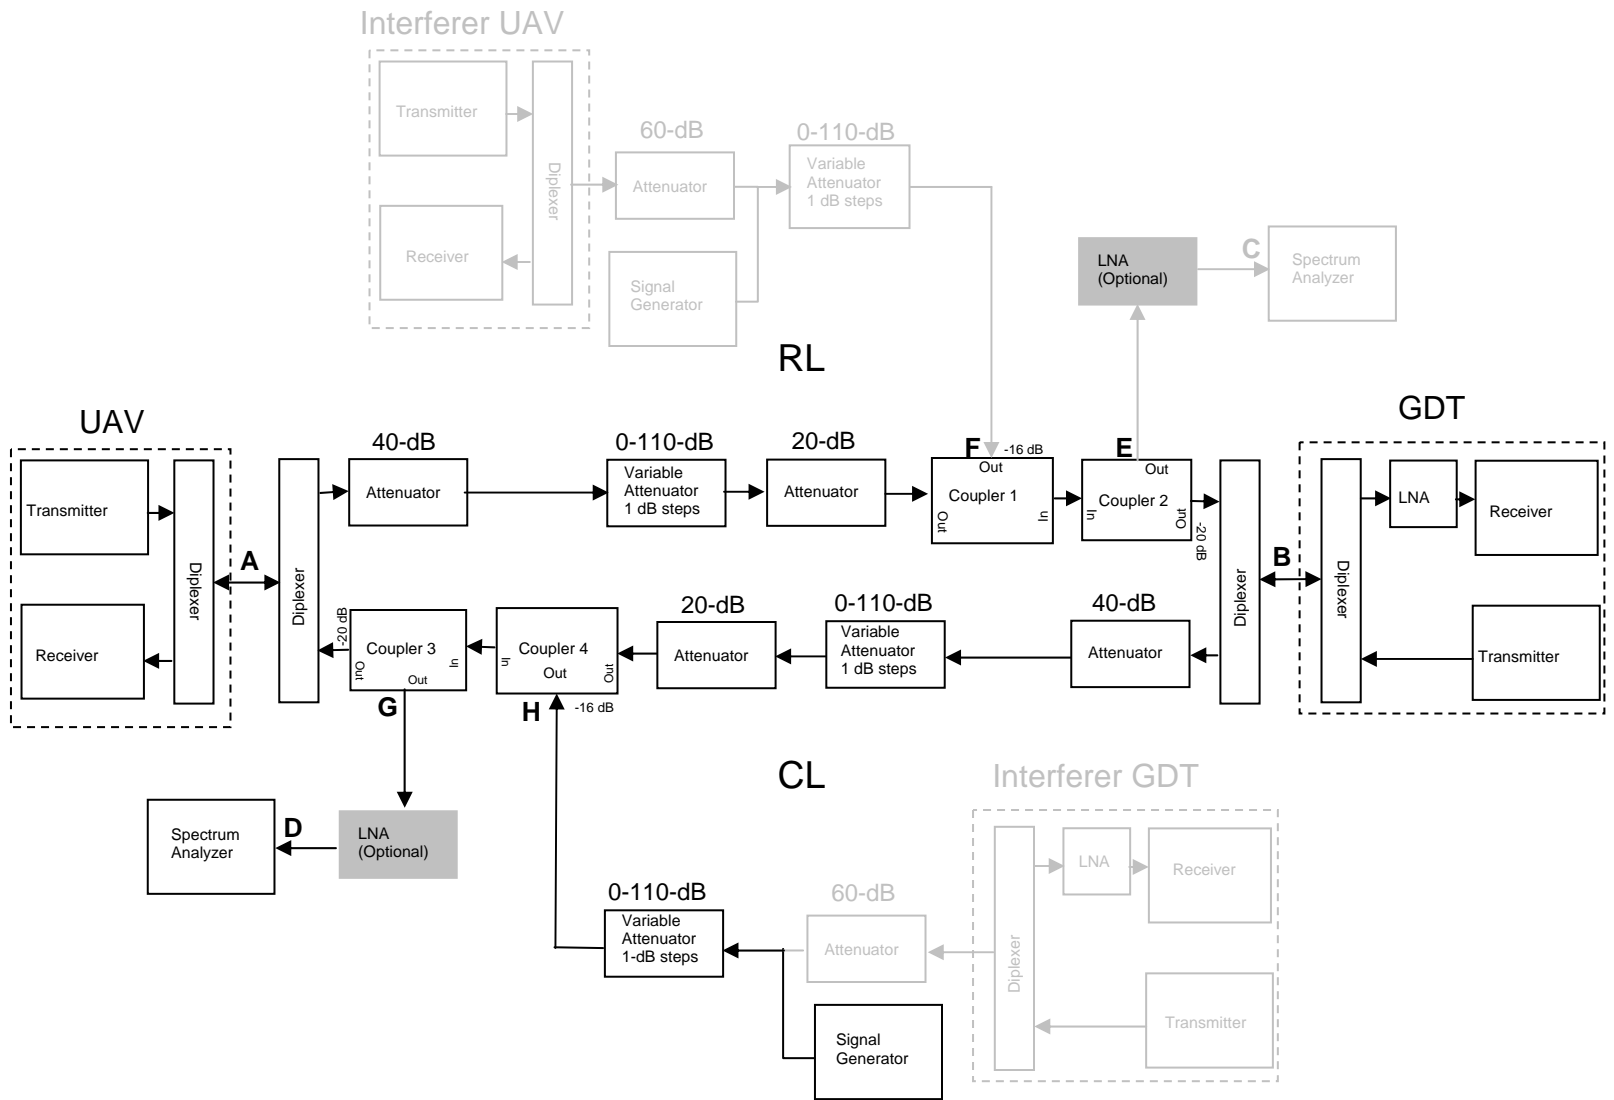 Interferer UAV
Transmitter
Diplexer
Receiver
60-dB
Attenuator
0-110-dB
Variable
Attenuator
1 dB steps
Signal
Generator
LNA
(Optional)
C
Spectrum
Analyzer
RL
UAV
Transmitter
Diplexer
Receiver
A
Diplexer
40-dB
Attenuator
0-110-dB
Variable
Attenuator
1 dB steps
20-dB
Attenuator
F
-16 dB
Out
Coupler 1
Out
In
E
Out
Coupler 2
In
Out
-20 dB
Diplexer
B
GDT
Diplexer
LNA
Receiver
Transmitter
-20 dB
Coupler 3
Out
In
Out
G
Coupler 4
In
Out
Out
H
-16 dB
20-dB
Attenuator
0-110-dB
Variable
Attenuator
1 dB steps
40-dB
Attenuator
CL
Spectrum
Analyzer
D
LNA
(Optional)
0-110-dB
Variable
Attenuator
1-dB steps
60-dB
Attenuator
Signal
Generator
Interferer GDT
Diplexer
LNA
Receiver
Transmitter